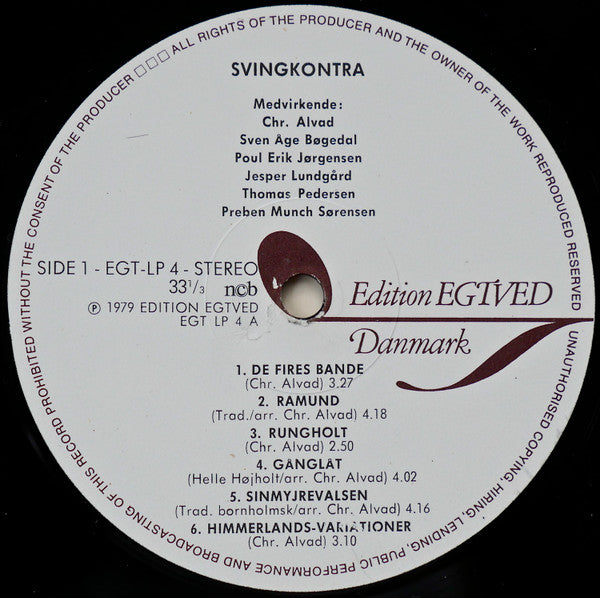 ALL RIGHTS OF THE PRODUCER AND THE OWNER OF THE WORK REPRODUCED RESERVED
UNAUTHORISED COPYING, HIRING, LENDING, PUBLIC PERFORMANCE AND BROADCASTING OF THIS RECORD PROHIBITED WITHOUT THE CONSENT OF THE PRODUCER
SVINGKONTRA
Medvirkende:
Chr. Alvad
Sven Åge Bøgedal
Poul Erik Jørgensen
Jesper Lundgård
Thomas Pedersen
Preben Munch Sørensen
SIDE 1 - EGT-LP 4 - STEREO
33 1/3 n©b
℗ 1979 EDITION EGTVED
EGT LP 4 A
Edition EGTVED
Danmark
1. DE FIRES BANDE
(Chr. Alvad) 3.27
2. RAMUND
(Trad./arr. Chr. Alvad) 4.18
3. RUNGHOLT
(Chr. Alvad) 2.50
4. GÅNGLAT
(Helle Højholt/arr. Chr. Alvad) 4.02
5. SINMYJREVALSEN
(Trad. bornholmsk/arr. Chr. Alvad) 4.16
6. HIMMERLANDS-VARIATIONER
(Chr. Alvad) 3.10